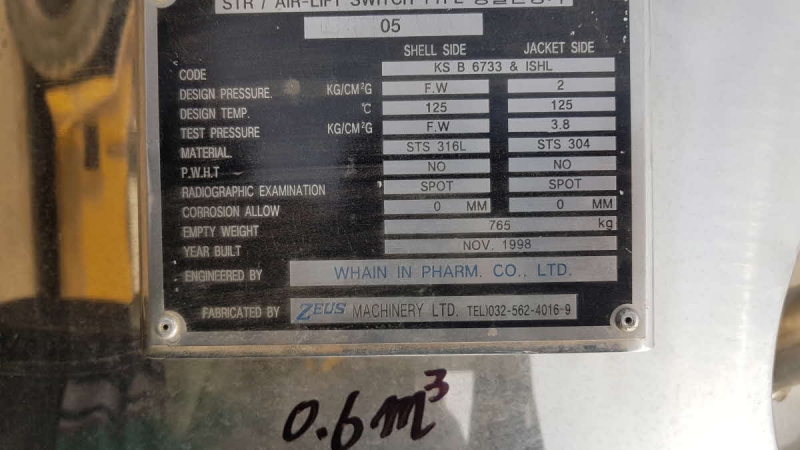 STR / AIR-LIFT SWITCH TYPE
05
SHELL SIDE JACKET SIDE
CODE KS B 6733 & ISHL
DESIGN PRESSURE. KG/CM²G F.W 2
DESIGN TEMP. ℃ 125 125
TEST PRESSURE KG/CM²G F.W 3.8
MATERIAL. STS 316L STS 304
P.W.H.T NO NO
RADIOGRAPHIC EXAMINATION SPOT SPOT
CORROSION ALLOW 0 MM 0 MM
EMPTY WEIGHT 765 kg
YEAR BUILT NOV. 1998
ENGINEERED BY WHAIN IN PHARM. CO., LTD.
FABRICATED BY ZEUS MACHINERY LTD. TEL)032-562-4016~9
0.6m³